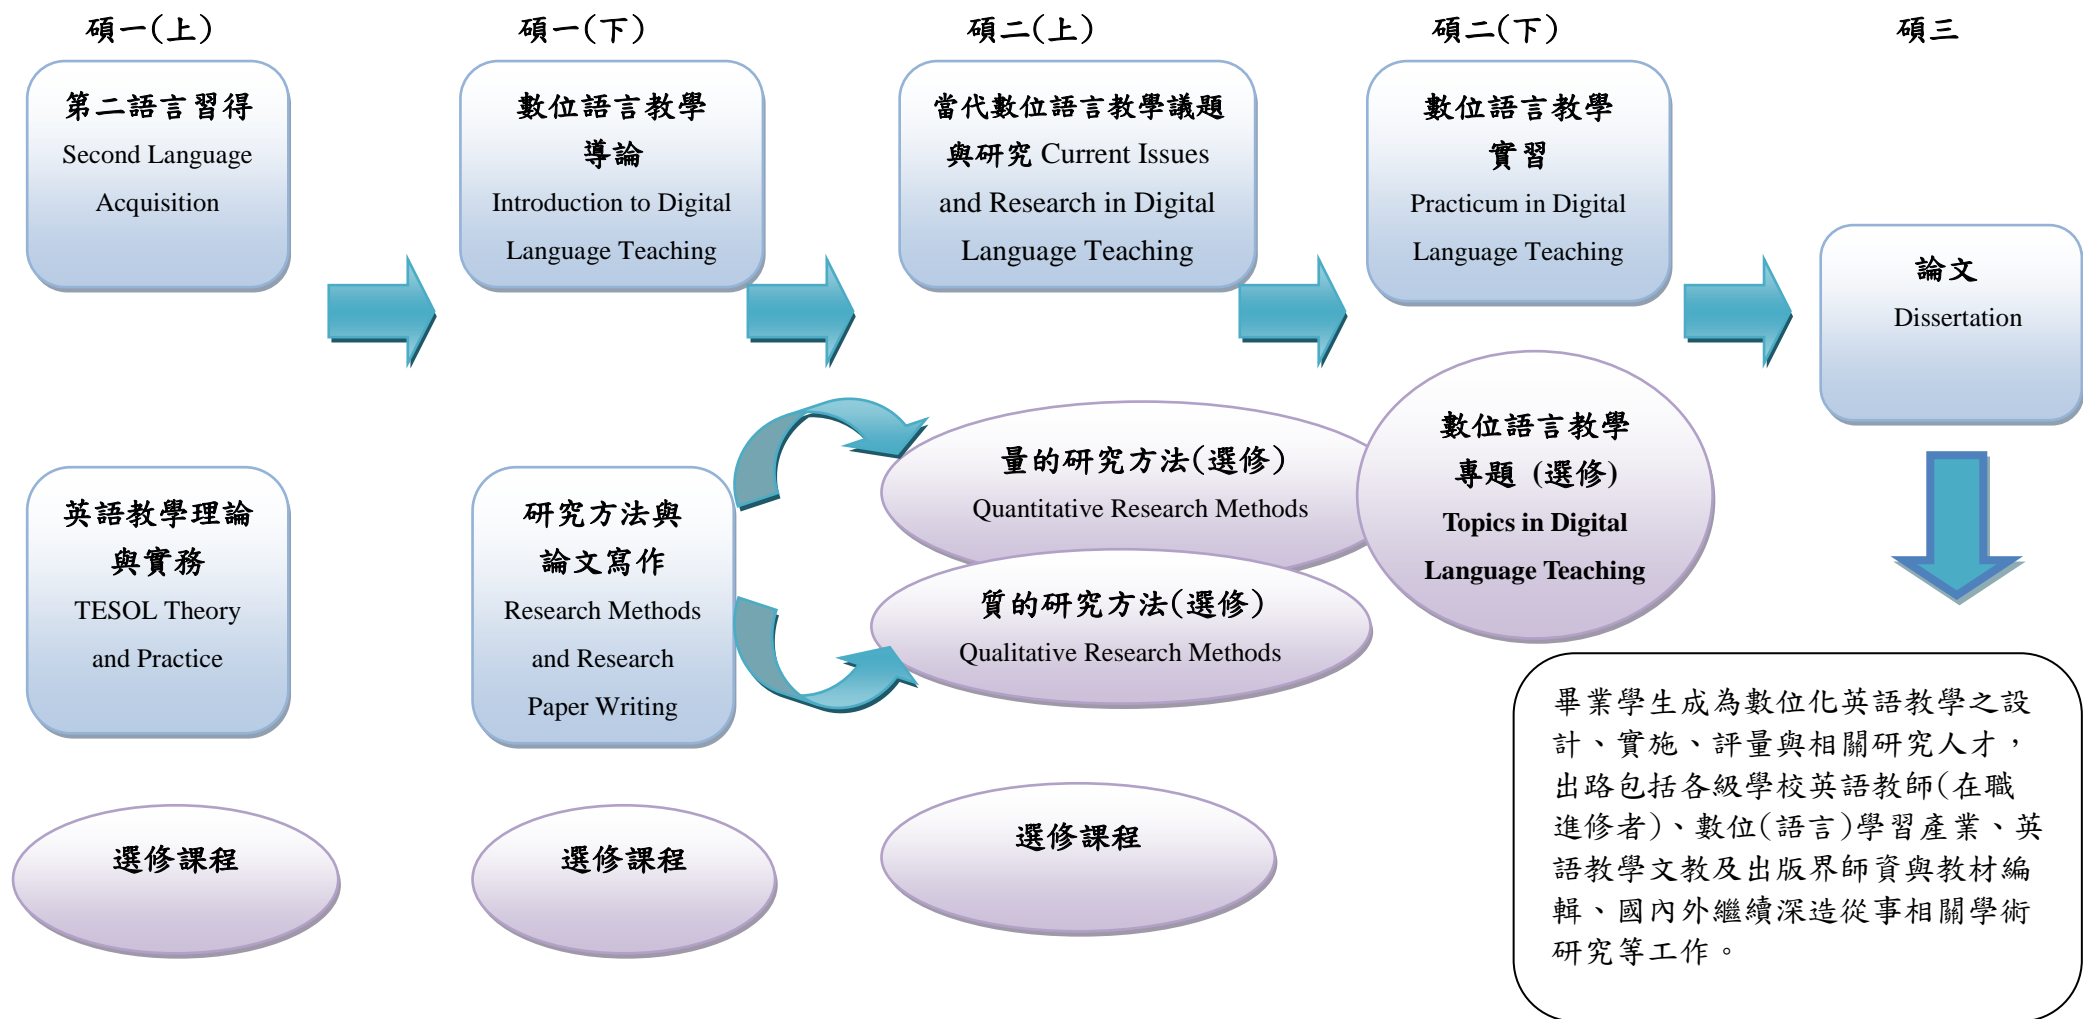 碩一(上)
碩一(下)
碩二(上)
碩二(下)
碩三
第二語言習得
Second Language
Acquisition
數位語言教學
導論
Introduction to Digital
Language Teaching
當代數位語言教學議題
與研究 Current Issues
and Research in Digital
Language Teaching
數位語言教學
實習
Practicum in Digital
Language Teaching
論文
Dissertation
英語教學理論
與實務
TESOL Theory
and Practice
研究方法與
論文寫作
Research Methods
and Research
Paper Writing
量的研究方法(選修)
Quantitative Research Methods
質的研究方法(選修)
Qualitative Research Methods
數位語言教學
專題 (選修)
Topics in Digital
Language Teaching
選修課程
選修課程
選修課程
畢業學生成為數位化英語教學之設
計、實施、評量與相關研究人才，
出路包括各級學校英語教師(在職
進修者)、數位(語言)學習產業、英
語教學文教及出版界師資與教材編
輯、國內外繼續深造從事相關學術
研究等工作。